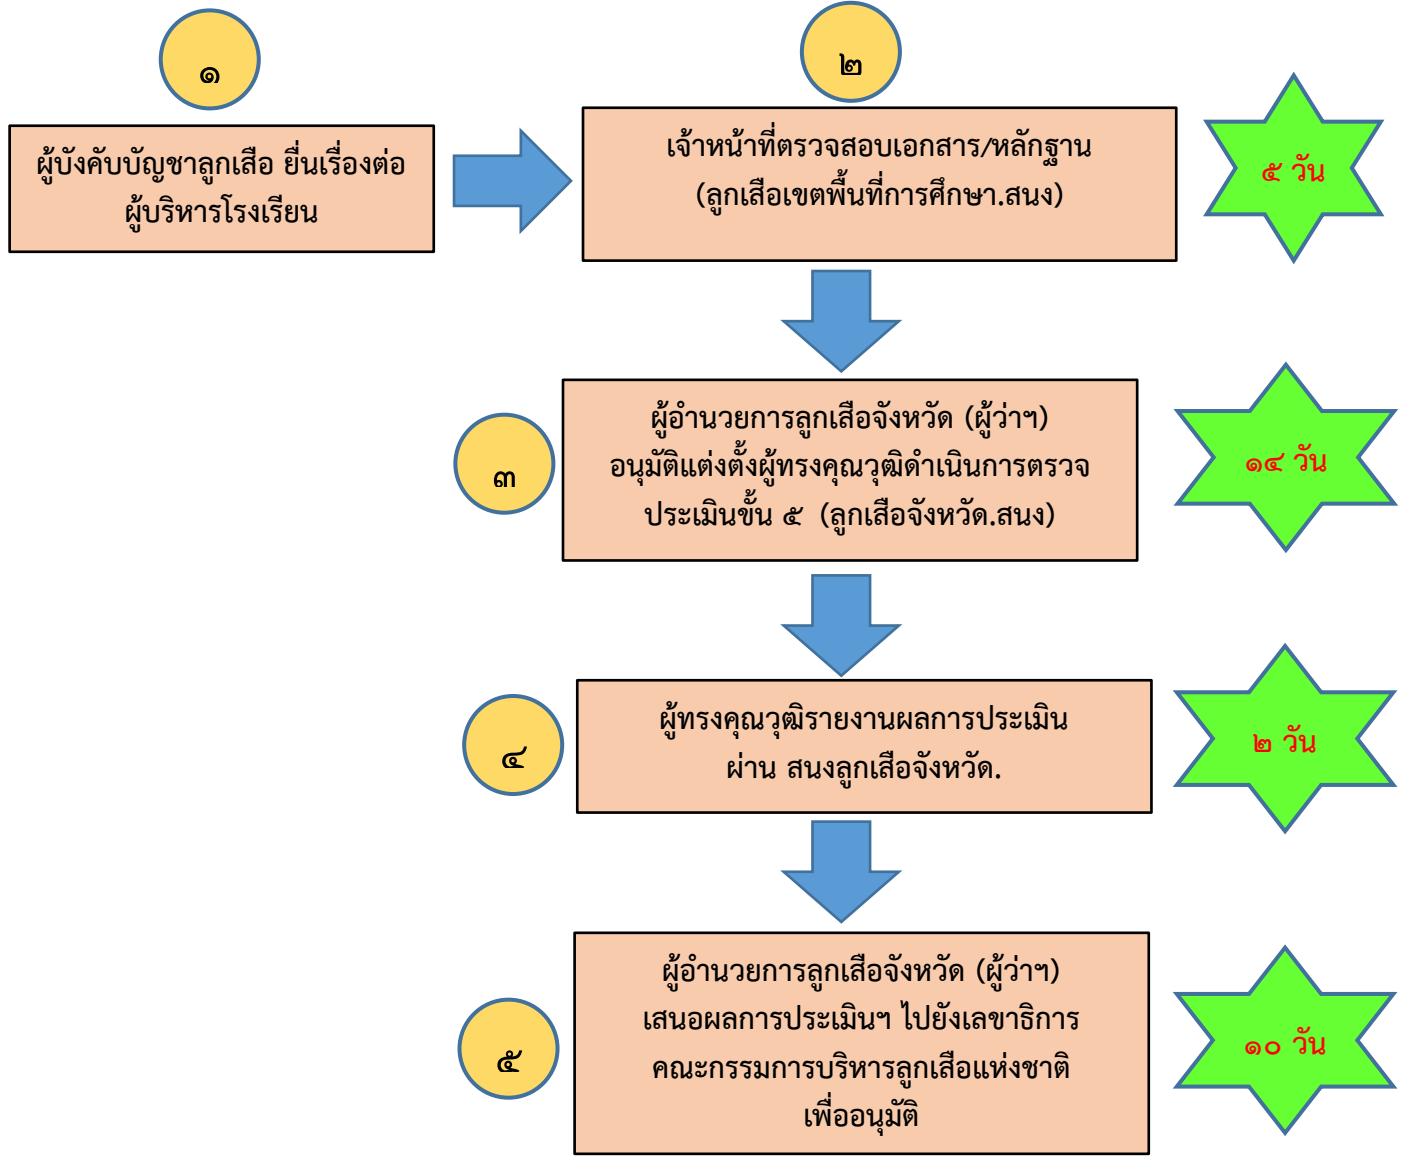 ๑
ผู้บังคับบัญชาลูกเสือ ยื่นเรื่องต่อ
ผู้บริหารโรงเรียน
๒
เจ้าหน้าที่ตรวจสอบเอกสาร/หลักฐาน
(ลูกเสือเขตพื้นที่การศึกษา.สนง)
๕ วัน
๓
ผู้อำนวยการลูกเสือจังหวัด (ผู้ว่าฯ)
อนุมัติแต่งตั้งผู้ทรงคุณวุฒิดำเนินการตรวจ
ประเมินขั้น ๕ (ลูกเสือจังหวัด.สนง)
๑๔ วัน
๔
ผู้ทรงคุณวุฒิรายงานผลการประเมิน
ผ่าน สนงลูกเสือจังหวัด.
๒ วัน
๕
ผู้อำนวยการลูกเสือจังหวัด (ผู้ว่าฯ)
เสนอผลการประเมินฯ ไปยังเลขาธิการ
คณะกรรมการบริหารลูกเสือแห่งชาติ
เพื่ออนุมัติ
๑๐ วัน